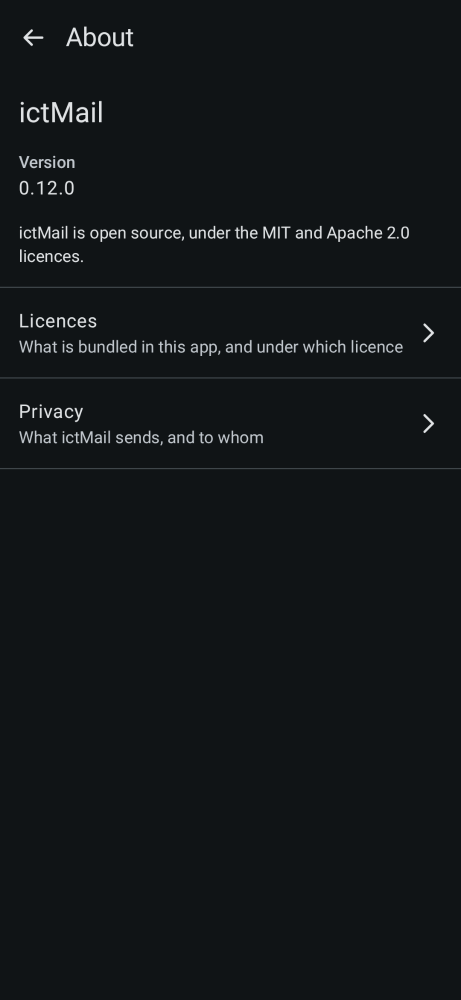 About
ictMail
Version
0.12.0
ictMail is open source, under the MIT and Apache 2.0
licences.
Licences
What is bundled in this app, and under which licence
Privacy
What ictMail sends, and to whom